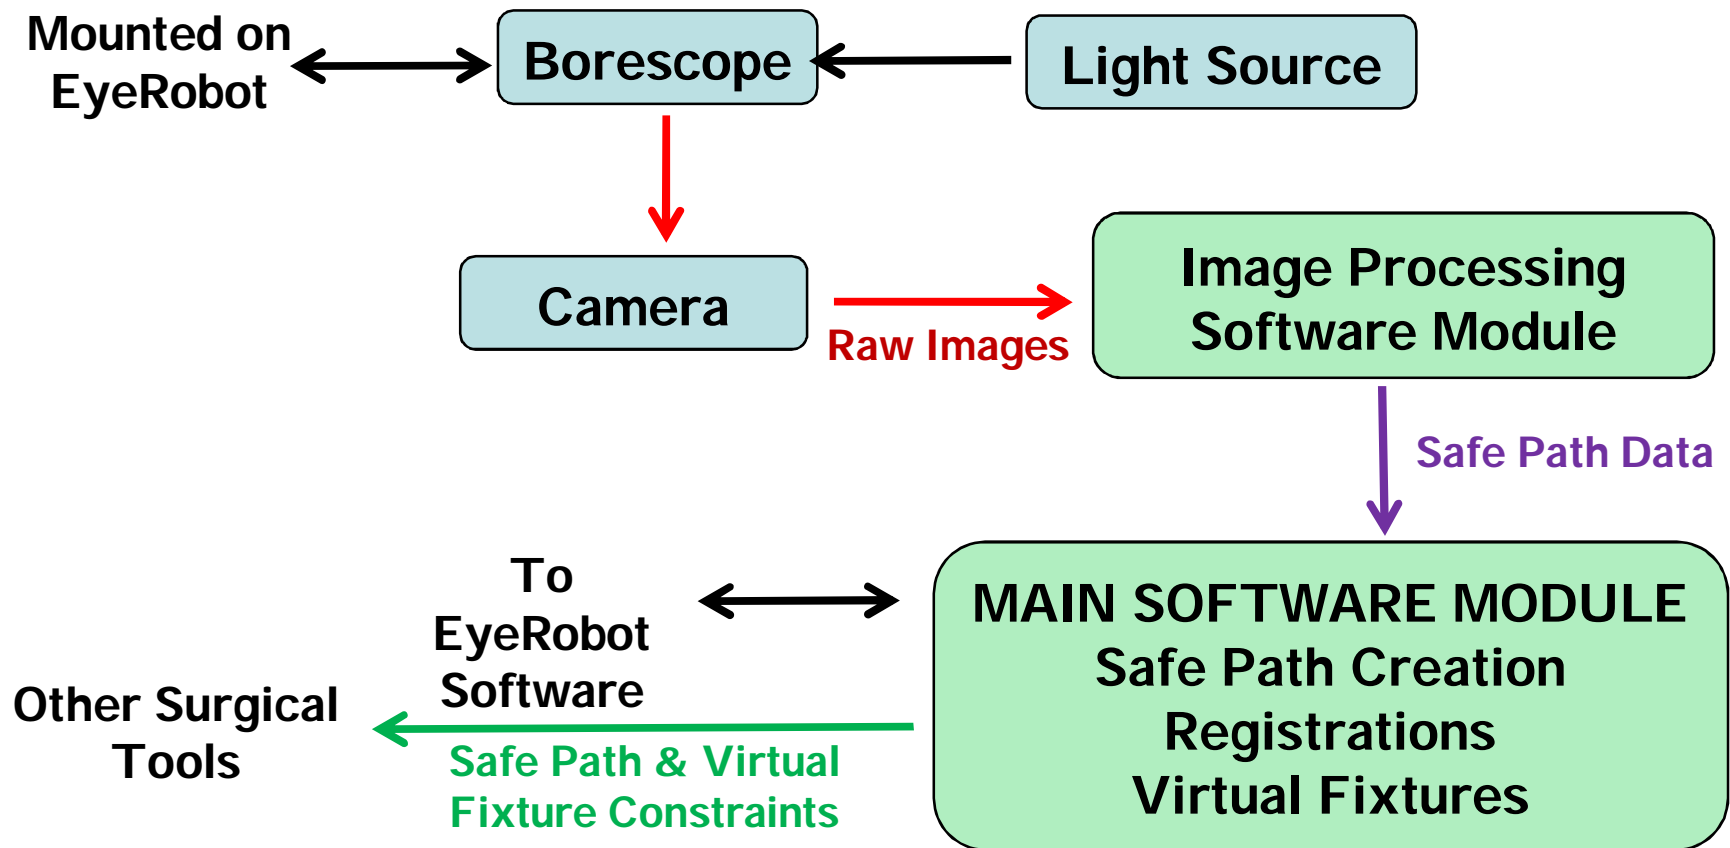 Mounted on
EyeRobot
Borescope
Light Source
Camera
Raw Images
Image Processing
Software Module
Safe Path Data
To
EyeRobot
Software
MAIN SOFTWARE MODULE
Safe Path Creation
Registrations
Virtual Fixtures
Other Surgical
Tools
Safe Path & Virtual
Fixture Constraints